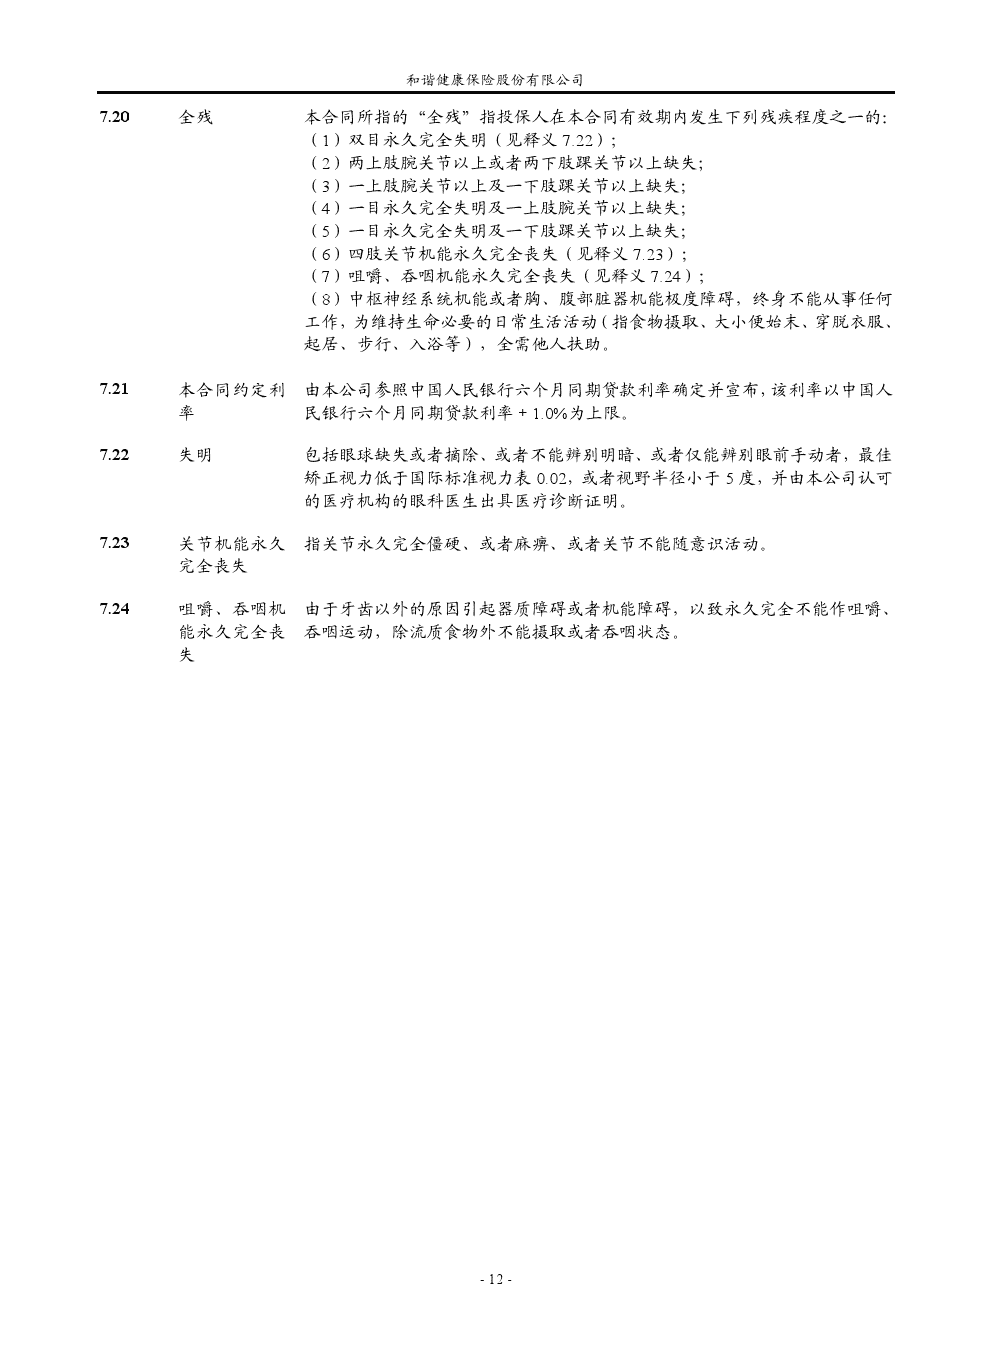 和谐健康保险股份有限公司
7.20 全残 本合同所指的“全残”指投保人在本合同有效期内发生下列残疾程度之一的：
（1）双目永久完全失明（见释义 7.22）；
（2）两上肢腕关节以上或者两下肢踝关节以上缺失；
（3）一上肢腕关节以上及一下肢踝关节以上缺失；
（4）一目永久完全失明及一上肢腕关节以上缺失；
（5）一目永久完全失明及一下肢踝关节以上缺失；
（6）四肢关节机能永久完全丧失（见释义 7.23）；
（7）咀嚼、吞咽机能永久完全丧失（见释义 7.24）；
（8）中枢神经系统机能或者胸、腹部脏器机能极度障碍，终身不能从事任何
工作，为维持生命必要的日常生活活动（指食物摄取、大小便始末、穿脱衣服、
起居、步行、入浴等），全需他人扶助。
7.21 本合同约定利 由本公司参照中国人民银行六个月同期贷款利率确定并宣布，该利率以中国人
率 民银行六个月同期贷款利率 + 1.0%为上限。
7.22 失明 包括眼球缺失或者摘除、或者不能辨别明暗、或者仅能辨别眼前手动者，最佳
矫正视力低于国际标准视力表 0.02，或者视野半径小于 5 度，并由本公司认可
的医疗机构的眼科医生出具医疗诊断证明。
7.23 关节机能永久 指关节永久完全僵硬、或者麻痹、或者关节不能随意识活动。
完全丧失
7.24 咀嚼、吞咽机 由于牙齿以外的原因引起器质障碍或者机能障碍，以致永久完全不能作咀嚼、
能永久完全丧 吞咽运动，除流质食物外不能摄取或者吞咽状态。
失
- 12 -